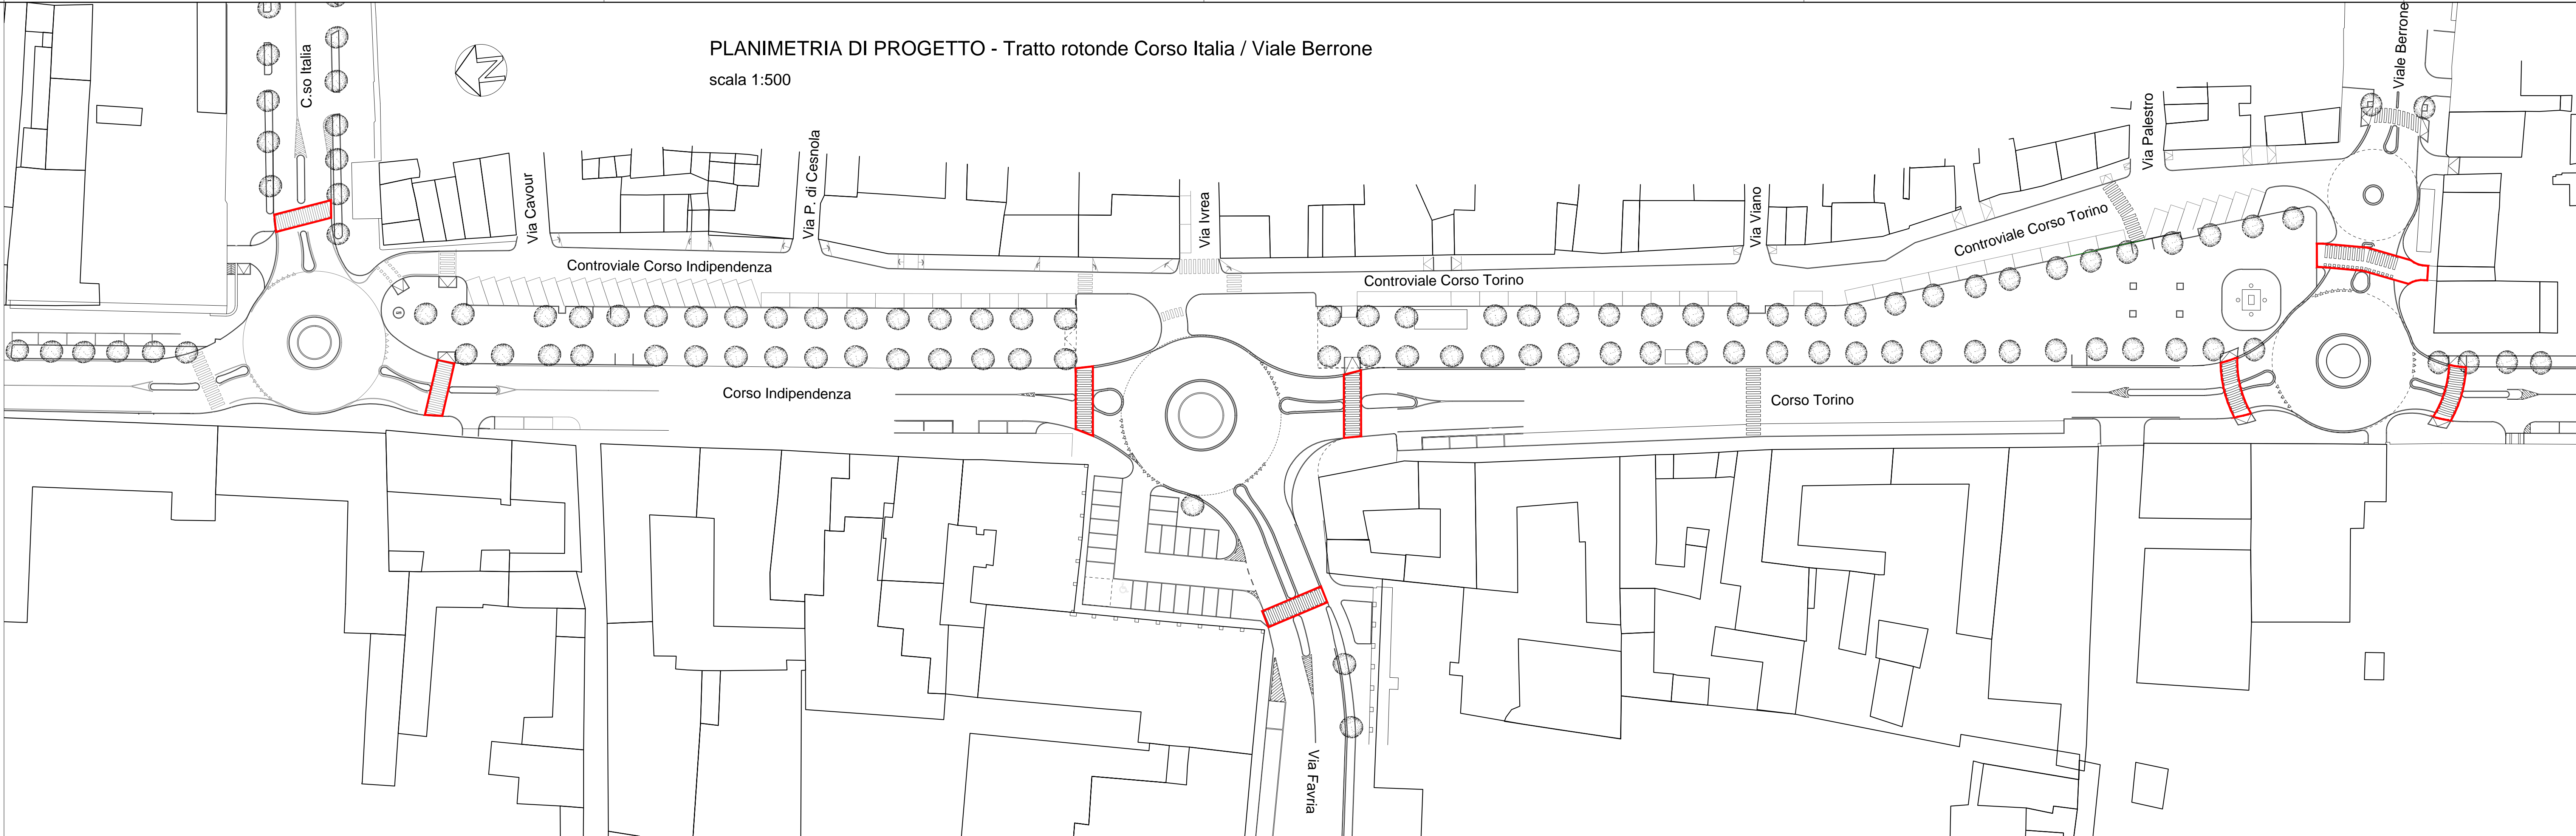 PLANIMETRIA DI PROGETTO - Tratto rotonde Corso Italia / Viale Berrone
scala 1:500
C.so Italia
Via Cavour
Via P. di Cesnola
Via Ivrea
Via Viano
Via Palestro
Viale Berrone
Controviale Corso Indipendenza
Controviale Corso Torino
Controviale Corso Torino
Corso Indipendenza
Corso Torino
Via Favria
N